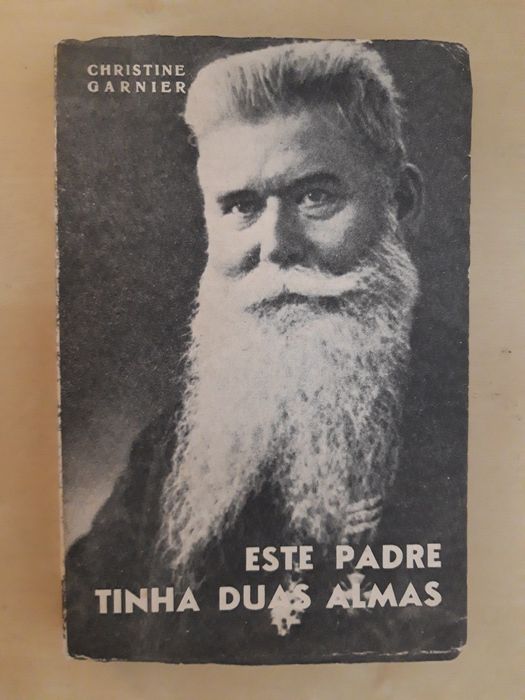 CHRISTINE
GARNIER
ESTE PADRE
TINHA DUAS ALMAS